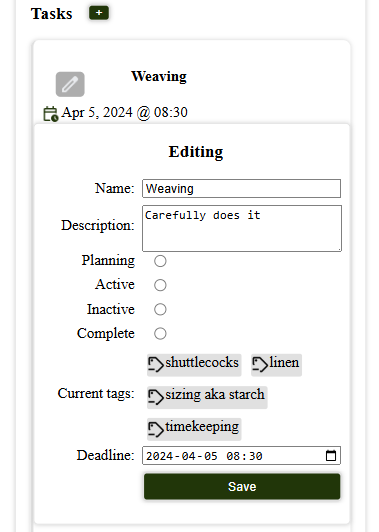 Tasks +
Weaving
Apr 5, 2024 @ 08:30
Editing
Name: Weaving
Description: Carefully does it
Planning
Active
Inactive
Complete
shuttlecocks linen
Current tags: sizing aka starch
timekeeping
Deadline: 2024-04-05 08:30
Save